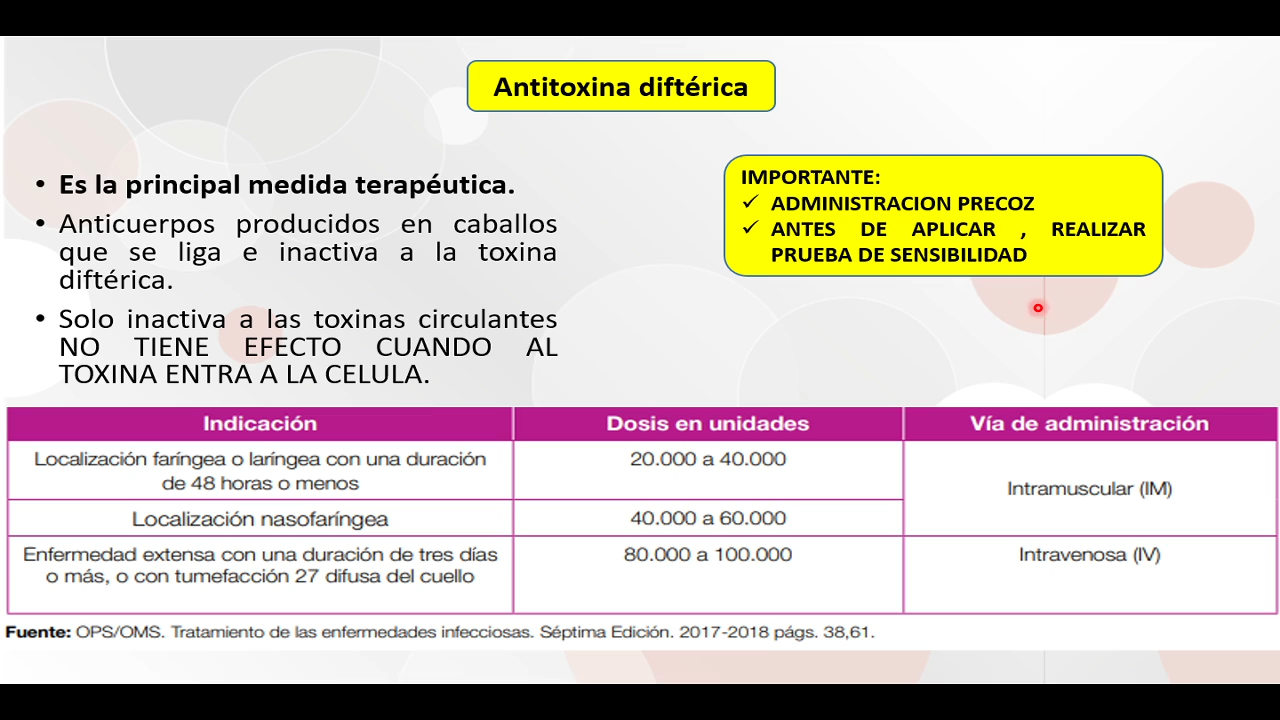 Antitoxina diftérica
• Es la principal medida terapéutica.
• Anticuerpos producidos en caballos
que se liga e inactiva a la toxina
diftérica.
• Solo inactiva a las toxinas circulantes
NO TIENE EFECTO CUANDO AL
TOXINA ENTRA A LA CELULA.
IMPORTANTE:
✓ ADMINISTRACION PRECOZ
✓ ANTES DE APLICAR , REALIZAR
PRUEBA DE SENSIBILIDAD
Indicación Dosis en unidades Vía de administración
Localización faríngea o laríngea con una duración
de 48 horas o menos
20.000 a 40.000
Intramuscular (IM)
Localización nasofaríngea
40.000 a 60.000
Enfermedad extensa con una duración de tres días
o más, o con tumefacción 27 difusa del cuello
80.000 a 100.000
Intravenosa (IV)
Fuente: OPS/OMS. Tratamiento de las enfermedades infecciosas. Séptima Edición. 2017-2018 págs. 38,61.